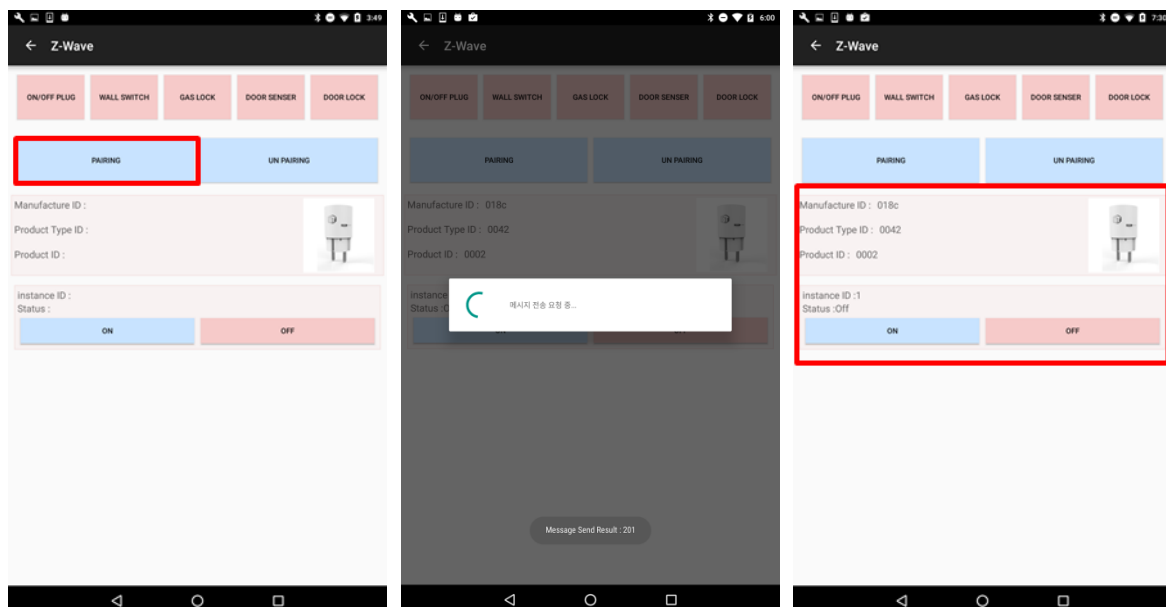 3:49
Z-Wave
ON/OFF PLUG WALL SWITCH GAS LOCK DOOR SENSER DOOR LOCK
PAIRING UN PAIRING
Manufacture ID :
Product Type ID :
Product ID :
instance ID :
Status :
ON OFF
6:00
Z-Wave
ON/OFF PLUG WALL SWITCH GAS LOCK DOOR SENSER DOOR LOCK
PAIRING UN PAIRING
Manufacture ID : 018c
Product Type ID : 0042
Product ID : 0002
instance
Status :O
메시지 전송 요청 중...
Message Send Result : 201
7:30
Z-Wave
ON/OFF PLUG WALL SWITCH GAS LOCK DOOR SENSER DOOR LOCK
PAIRING UN PAIRING
Manufacture ID : 018c
Product Type ID : 0042
Product ID : 0002
instance ID :1
Status :Off
ON OFF